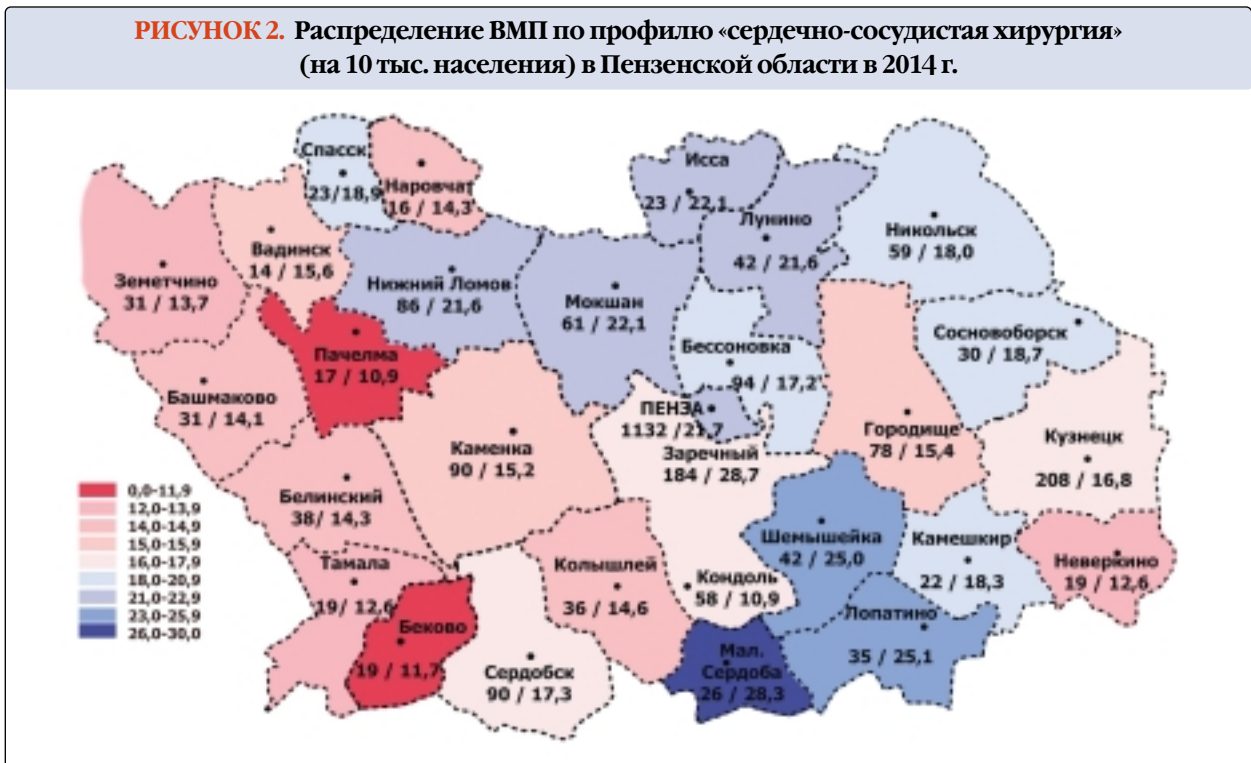 РИСУНОК 2. Распределение ВМП по профилю «сердечно-сосудистая хирургия»
(на 10 тыс. населения) в Пензенской области в 2014 г.
Спасск
23/18,9
Наровчат
16 / 14,3
Исса
23 / 22,1
Лунино
42 / 21,6
Никольск
59 / 18,0
Вадинск
14 / 15,6
Земетчино
31 / 13,7
Нижний Ломов
86 / 21,6
Мокшан
61 / 22,1
Сосновоборск
30 / 18,7
Пачелма
17 / 10,9
Бессоновка
94 / 17,2
Башмаково
31 / 14,1
ПЕНЗА
1132 /21,7
Заречный
184 / 28,7
Городище
78 / 15,4
Кузнецк
208 / 16,8
Каменка
90 / 15,2
Белинский
38/ 14,3
Шемышейка
42 / 25,0
Камешкир
22 / 18,3
Неверкино
19 / 12,6
Тамала
19/ 12,6
Колышлей
36 / 14,6
Кондоль
58 / 10,9
Лопатино
35 / 25,1
Беково
19 / 11,7
Сердобск
90 / 17,3
Мал.
Сердоба
26 / 28,3
0,0-11,9
12,0-13,9
14,0-14,9
15,0-15,9
16,0-17,9
18,0-20,9
21,0-22,9
23,0-25,9
26,0-30,0